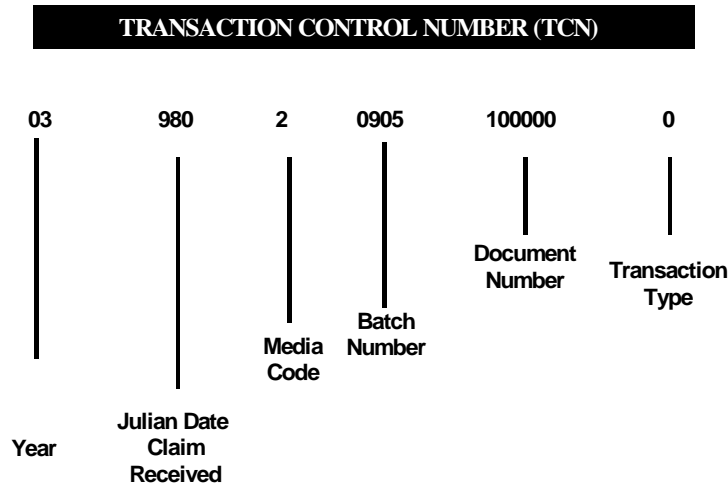 TRANSACTION CONTROL NUMBER (TCN)
03 980 2 0905 100000 0
Document
Number
Transaction
Type
Batch
Number
Media
Code
Julian Date
Claim
Received
Year